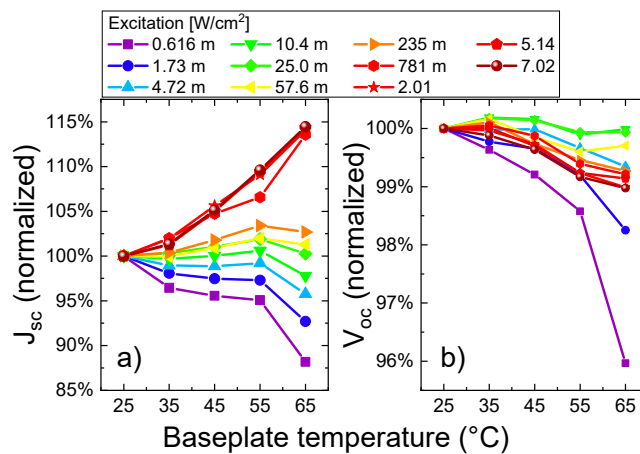 Excitation [W/cm²]
0.616 m 10.4 m 235 m 5.14
1.73 m 25.0 m 781 m 7.02
4.72 m 57.6 m 2.01
115%
110%
105%
100%
95%
90%
85%
J_sc (normalized)
a)
25 35 45 55 65
100%
99%
98%
97%
96%
V_oc (normalized)
b)
25 35 45 55 65
Baseplate temperature (°C)